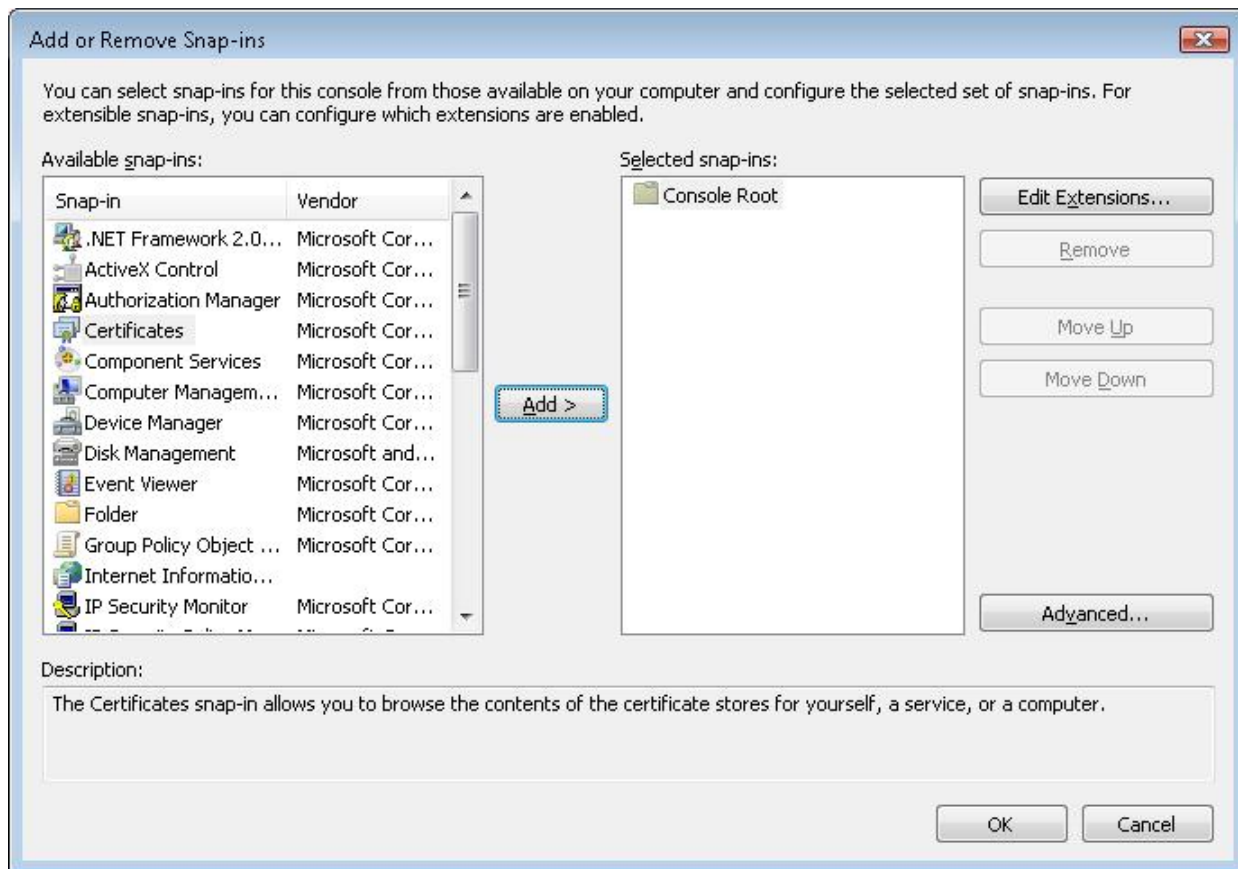 Add or Remove Snap-ins
You can select snap-ins for this console from those available on your computer and configure the selected set of snap-ins. For
extensible snap-ins, you can configure which extensions are enabled.
Available snap-ins:
Snap-in Vendor
.NET Framework 2.0... Microsoft Cor...
ActiveX Control Microsoft Cor...
Authorization Manager Microsoft Cor...
Certificates Microsoft Cor...
Component Services Microsoft Cor...
Computer Managem... Microsoft Cor...
Device Manager Microsoft Cor...
Disk Management Microsoft and...
Event Viewer Microsoft Cor...
Folder Microsoft Cor...
Group Policy Object ... Microsoft Cor...
Internet Informatio...
IP Security Monitor Microsoft Cor...
Add >
Selected snap-ins:
Console Root
Edit Extensions...
Remove
Move Up
Move Down
Advanced...
Description:
The Certificates snap-in allows you to browse the contents of the certificate stores for yourself, a service, or a computer.
OK Cancel